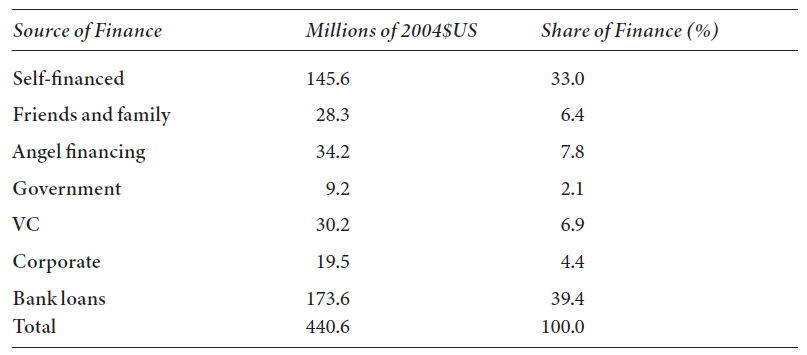 Source of Finance Millions of 2004$US Share of Finance (%)
Self-financed 145.6 33.0
Friends and family 28.3 6.4
Angel financing 34.2 7.8
Government 9.2 2.1
VC 30.2 6.9
Corporate 19.5 4.4
Bank loans 173.6 39.4
Total 440.6 100.0